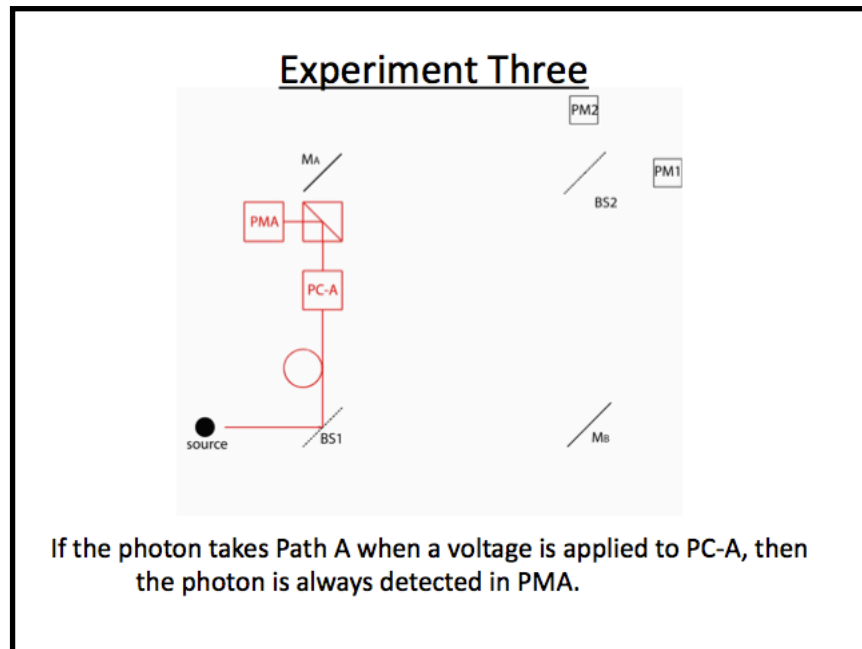 Experiment Three
PM2
MA
PM1
BS2
PMA
PC-A
source
BS1
MB
If the photon takes Path A when a voltage is applied to PC-A, then
the photon is always detected in PMA.